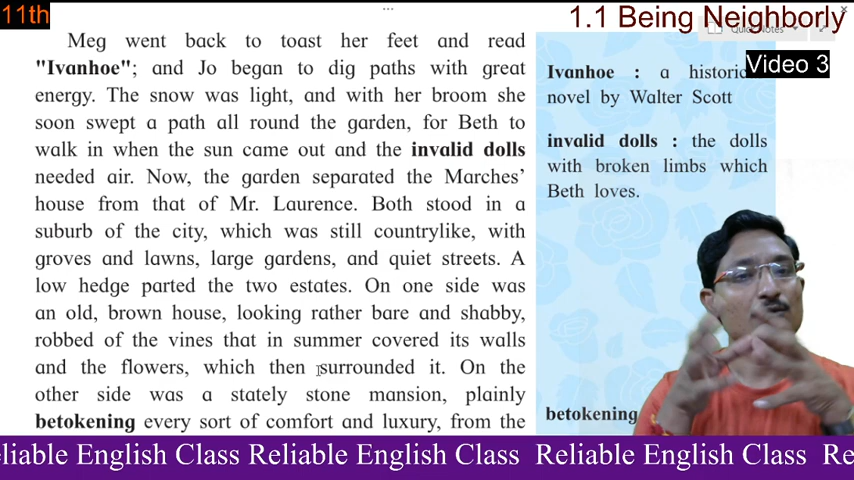 11th
1.1 Being Neighborly
Quick Notes
Video 3
Meg went back to toast her feet and read
"Ivanhoe"; and Jo began to dig paths with great
energy. The snow was light, and with her broom she
soon swept a path all round the garden, for Beth to
walk in when the sun came out and the invalid dolls
needed air. Now, the garden separated the Marches'
house from that of Mr. Laurence. Both stood in a
suburb of the city, which was still countrylike, with
groves and lawns, large gardens, and quiet streets. A
low hedge parted the two estates. On one side was
an old, brown house, looking rather bare and shabby,
robbed of the vines that in summer covered its walls
and the flowers, which then surrounded it. On the
other side was a stately stone mansion, plainly
betokening every sort of comfort and luxury, from the
Ivanhoe : a historic
novel by Walter Scott
invalid dolls : the dolls
with broken limbs which
Beth loves.
betokening
eliable English Class Reliable English Class Reliable English Class Re